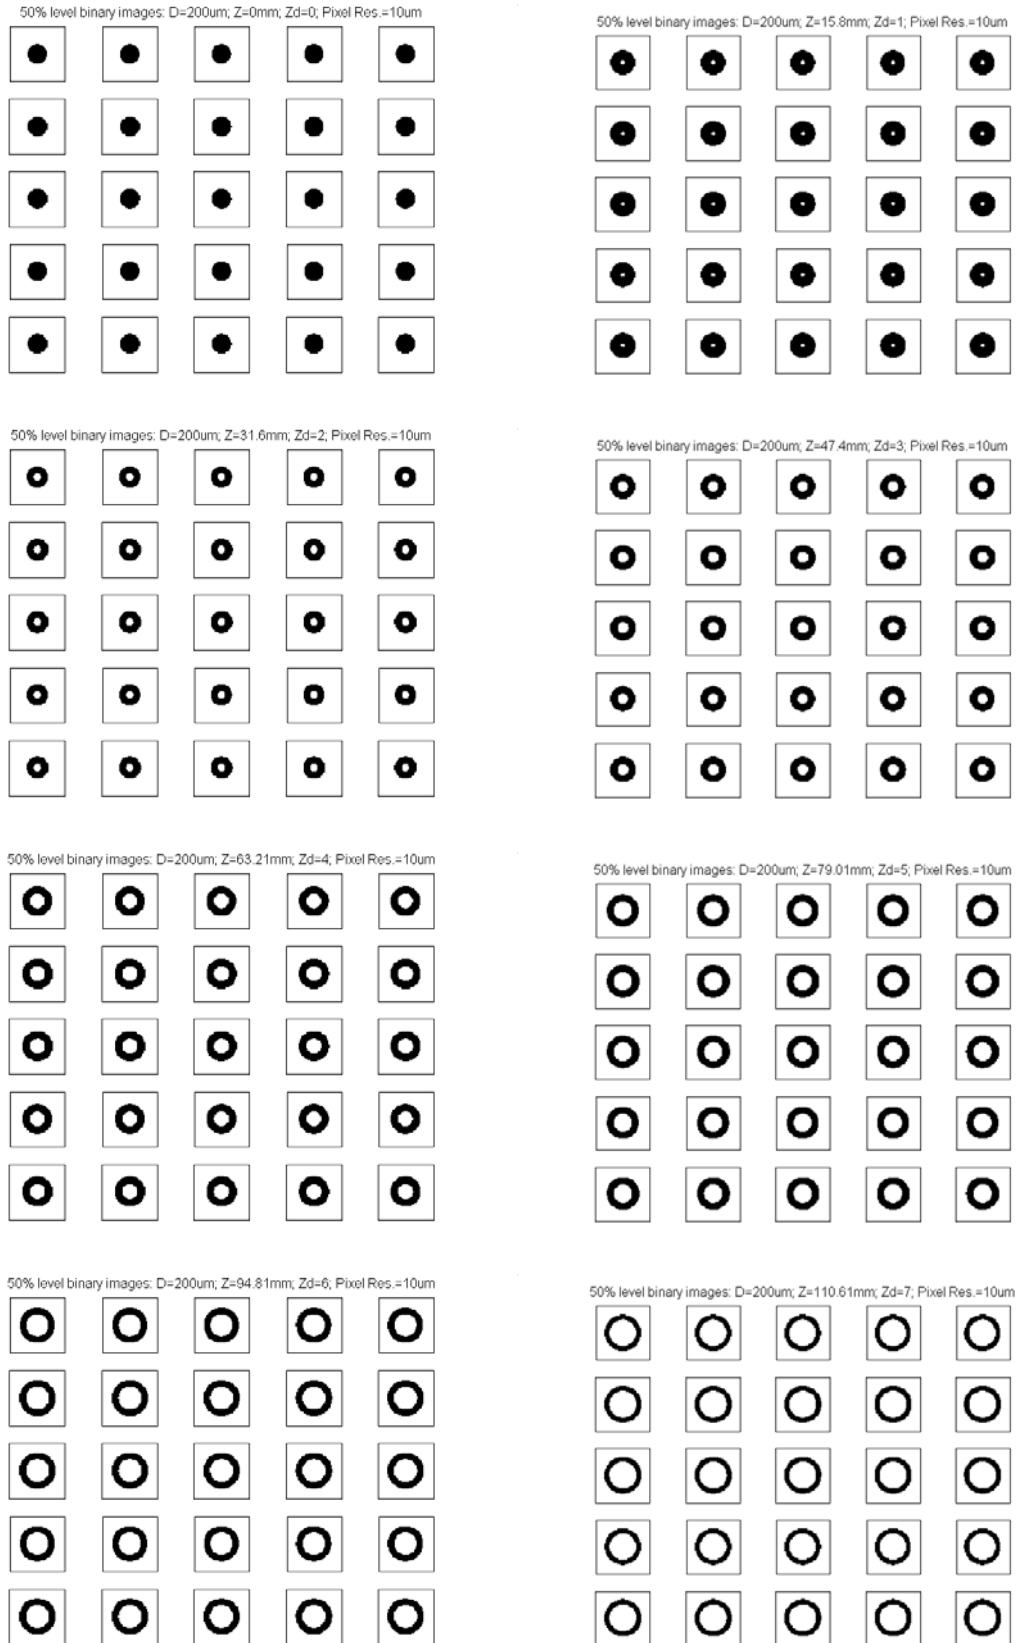 50% level binary images: D=200um; Z=0mm; Zd=0; Pixel Res.=10um
50% level binary images: D=200um; Z=15.8mm; Zd=1; Pixel Res.=10um
50% level binary images: D=200um; Z=31.6mm; Zd=2; Pixel Res.=10um
50% level binary images: D=200um; Z=47.4mm; Zd=3; Pixel Res.=10um
50% level binary images: D=200um; Z=63.21mm; Zd=4; Pixel Res.=10um
50% level binary images: D=200um; Z=79.01mm; Zd=5; Pixel Res.=10um
50% level binary images: D=200um; Z=94.81mm; Zd=6; Pixel Res.=10um
50% level binary images: D=200um; Z=110.61mm; Zd=7; Pixel Res.=10um